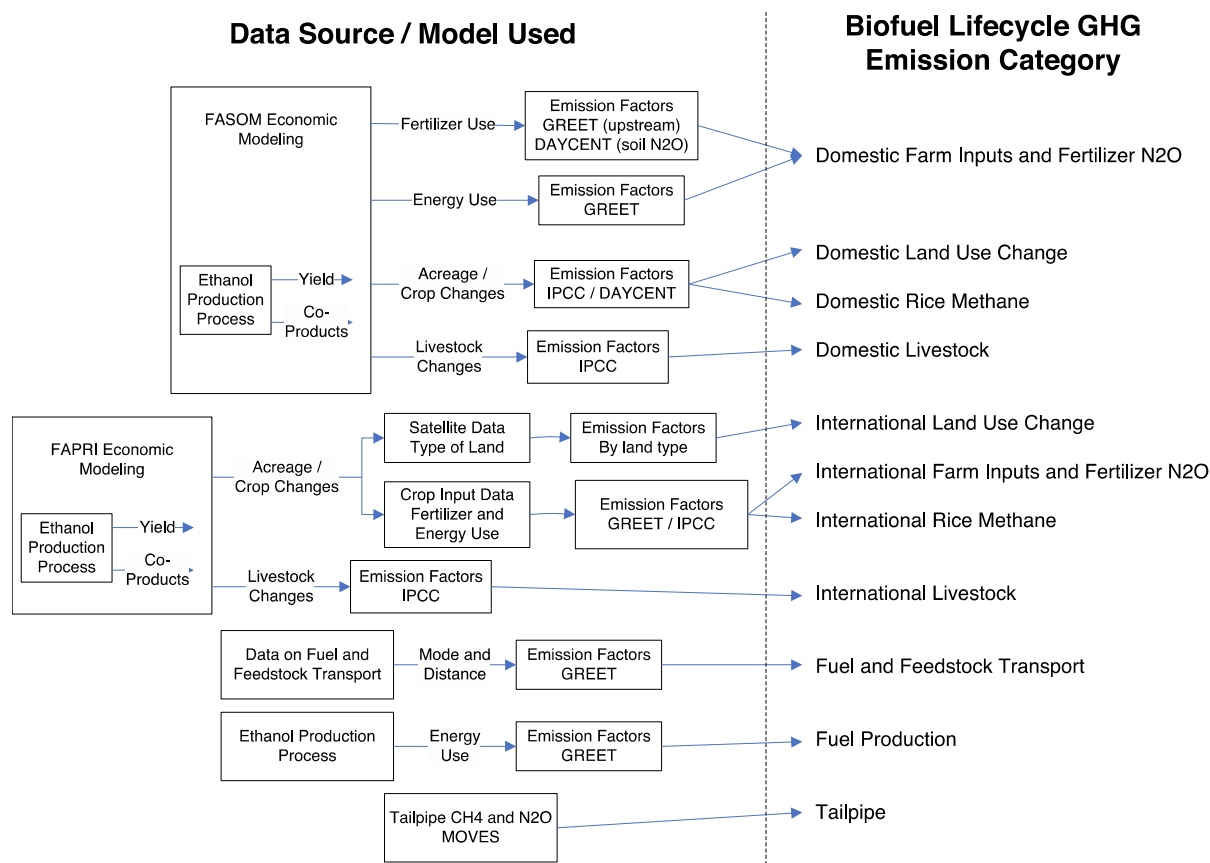 Data Source / Model Used
Biofuel Lifecycle GHG
Emission Category
FASOM Economic
Modeling
Fertilizer Use
Emission Factors
GREET (upstream)
DAYCENT (soil N2O)
Domestic Farm Inputs and Fertilizer N2O
Energy Use
Emission Factors
GREET
Ethanol
Production
Process
Yield
Co-
Products
Acreage /
Crop Changes
Emission Factors
IPCC / DAYCENT
Domestic Land Use Change
Domestic Rice Methane
Livestock
Changes
Emission Factors
IPCC
Domestic Livestock
FAPRI Economic
Modeling
Ethanol
Production
Process
Yield
Co-
Products
Acreage /
Crop Changes
Satellite Data
Type of Land
Emission Factors
By land type
International Land Use Change
Crop Input Data
Fertilizer and
Energy Use
Emission Factors
GREET / IPCC
International Farm Inputs and Fertilizer N2O
International Rice Methane
Livestock
Changes
Emission Factors
IPCC
International Livestock
Data on Fuel and
Feedstock Transport
Mode and
Distance
Emission Factors
GREET
Fuel and Feedstock Transport
Ethanol Production
Process
Energy
Use
Emission Factors
GREET
Fuel Production
Tailpipe CH4 and N2O
MOVES
Tailpipe